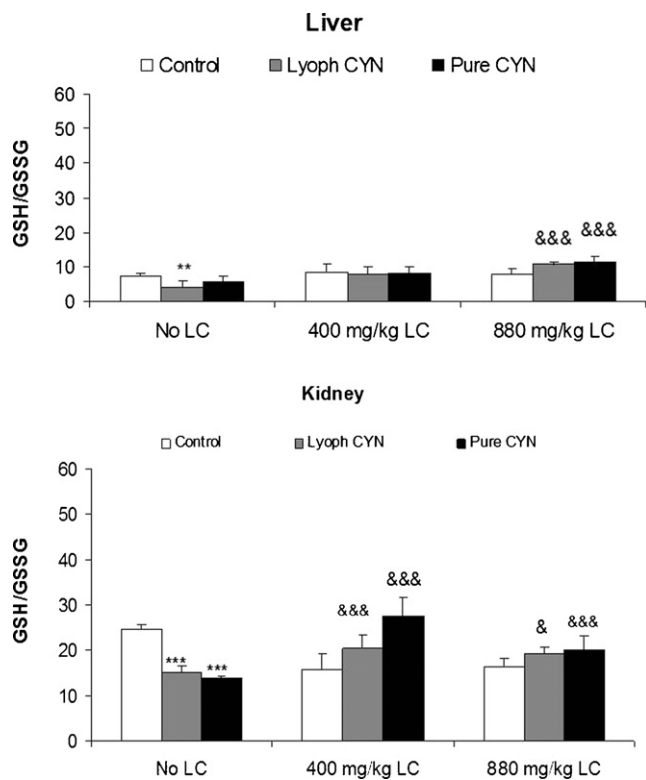 Liver
Control Lyoph CYN Pure CYN
GSH/GSSG
60
50
40
30
20
10
0
** &&& &&&
No LC 400 mg/kg LC 880 mg/kg LC
Kidney
Control Lyoph CYN Pure CYN
GSH/GSSG
60
50
40
30
20
10
0
*** *** &&& &&& & &&&
No LC 400 mg/kg LC 880 mg/kg LC